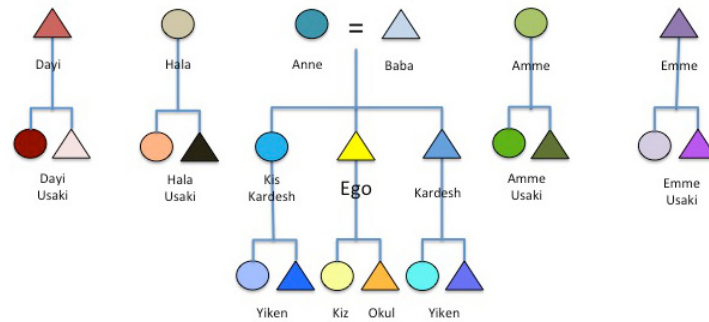 =
Dayi Hala Anne Baba Amme Emme
Dayi
Usaki
Hala
Usaki
Kis
Kardesh
Ego
Kardesh
Amme
Usaki
Emme
Usaki
Yiken Kiz Okul Yiken